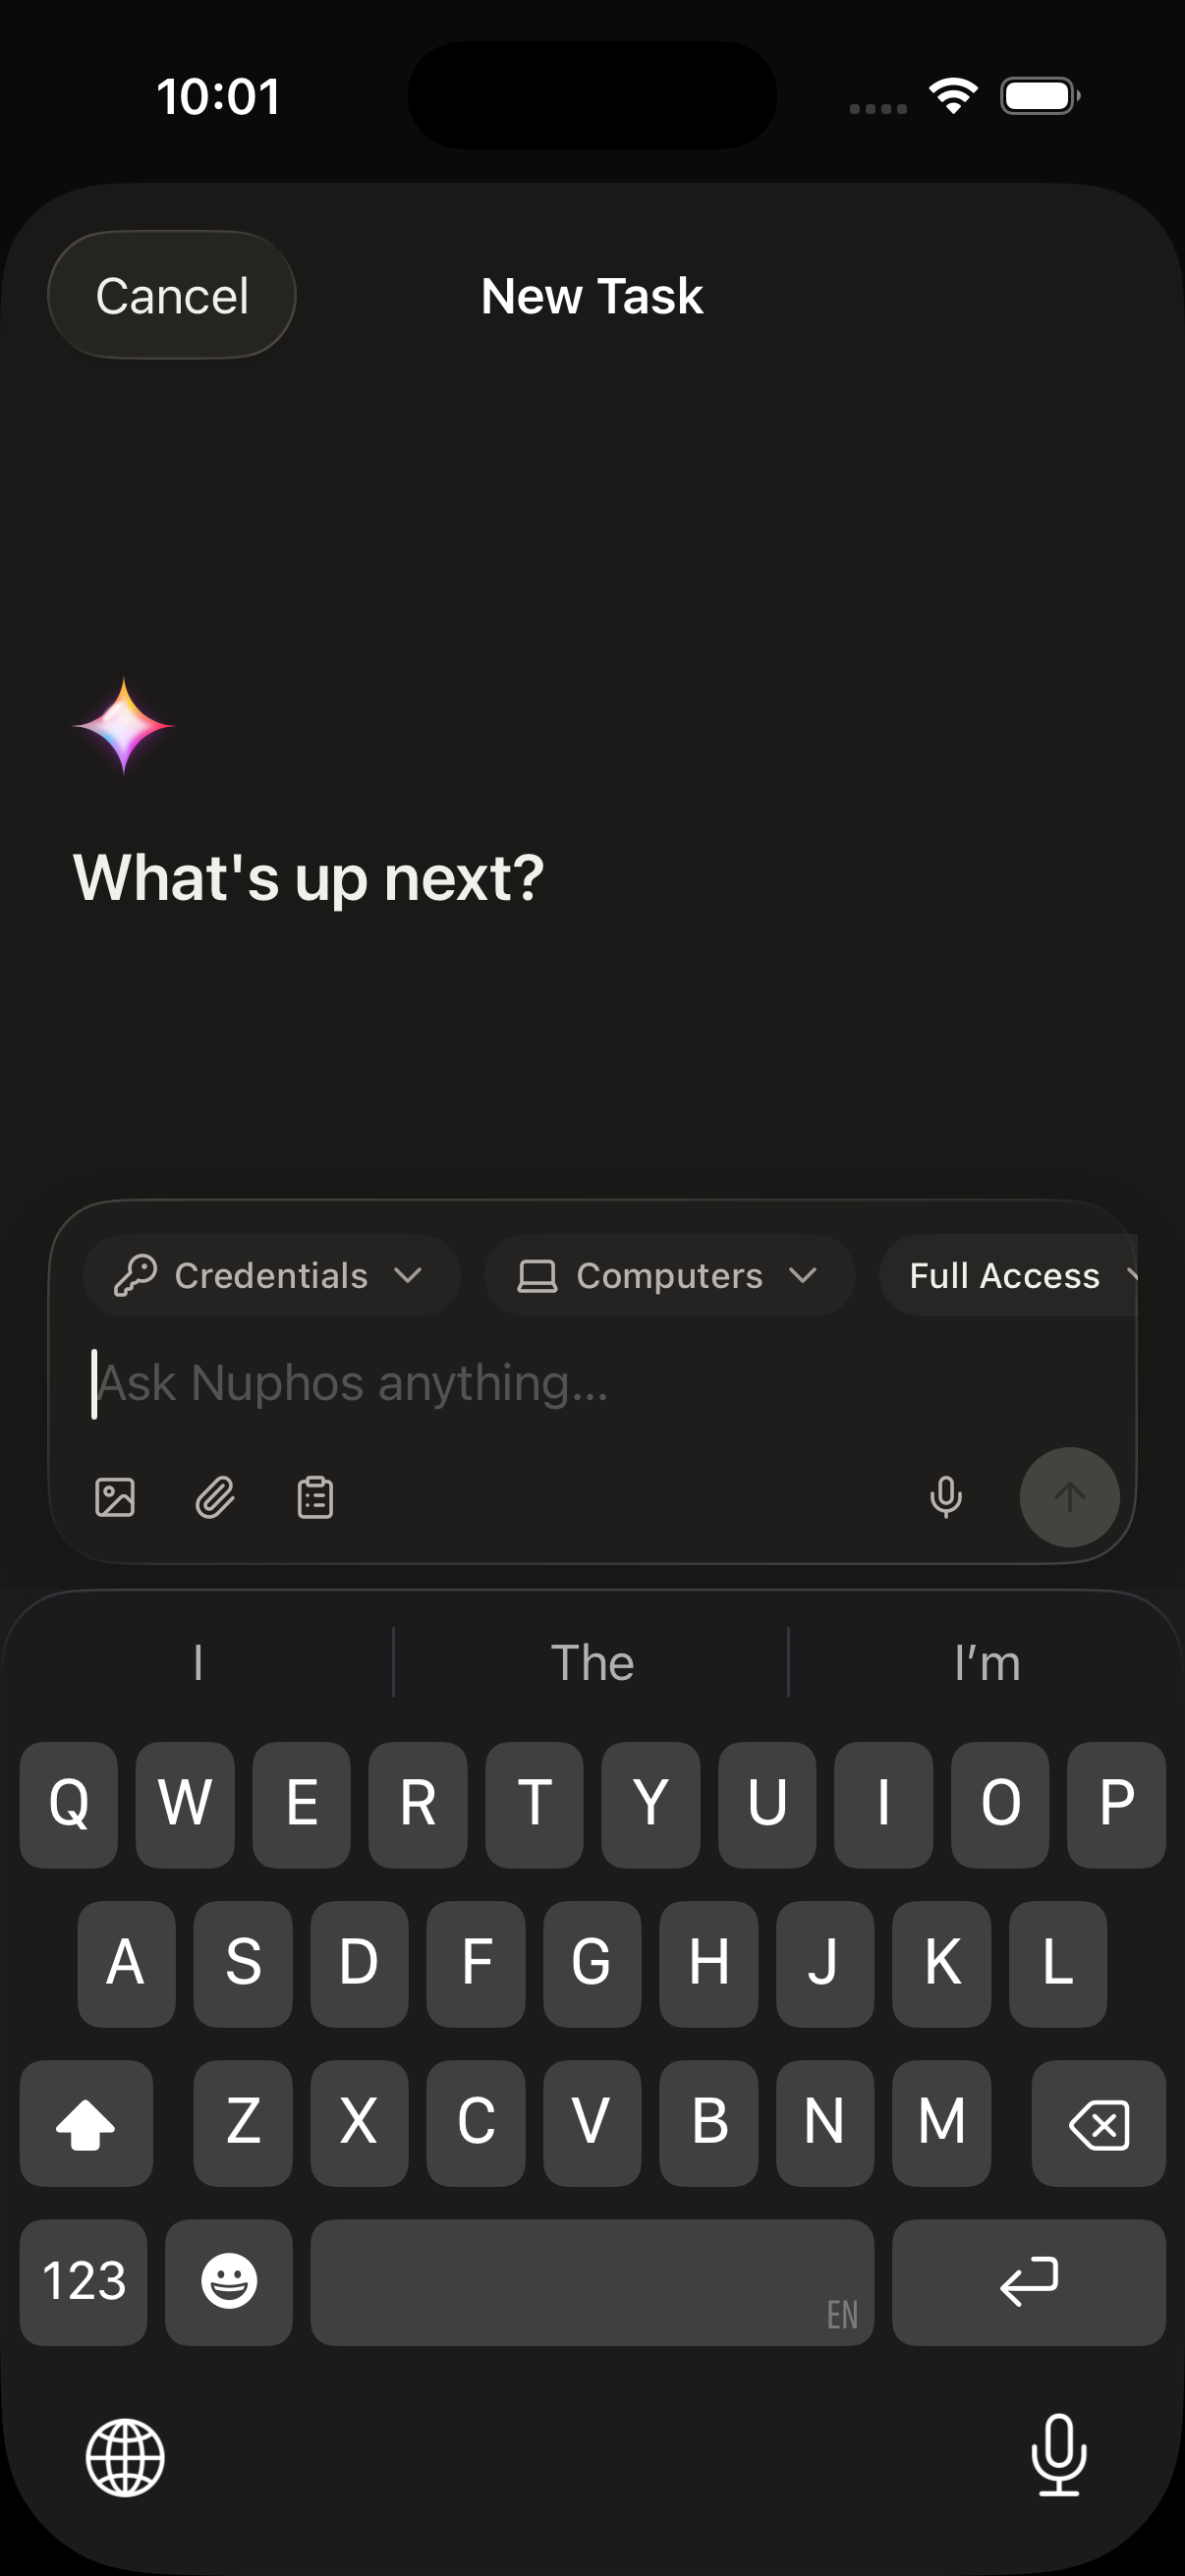 10:01
Cancel
New Task
What's up next?
Credentials
Computers
Full Access
Ask Nuphos anything...
I
The
I’m
Q W E R T Y U I O P
A S D F G H J K L
Z X C V B N M
123
EN